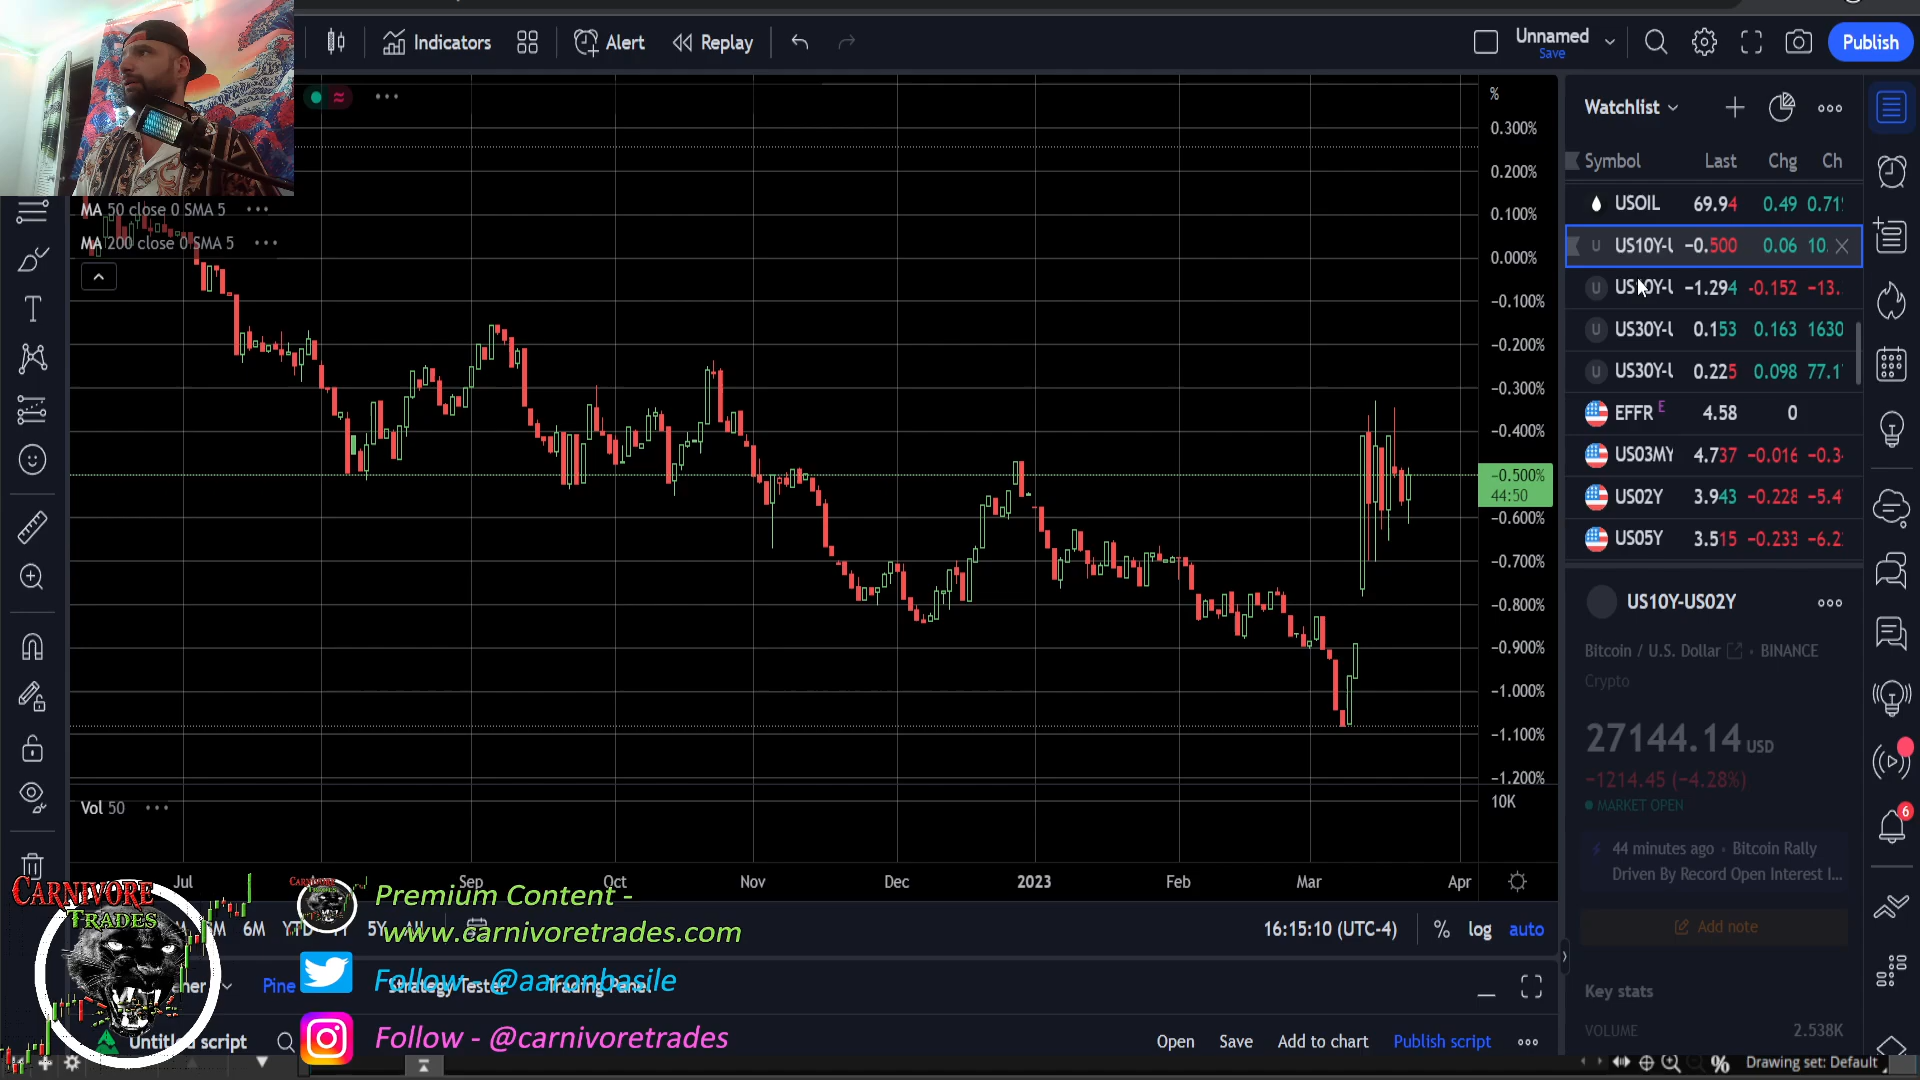 Indicators
Alert
Replay
Unnamed
Save
Publish
MA 50 close 0 SMA 5
MA 200 close 0 SMA 5
%
0.300%
0.200%
0.100%
0.000%
-0.100%
-0.200%
-0.300%
-0.400%
-0.500%
44:50
-0.600%
-0.700%
-0.800%
-0.900%
-1.000%
-1.100%
-1.200%
Vol 50
10K
Jul
Sep
Oct
Nov
Dec
2023
Feb
Mar
Apr
6M
5Y
16:15:10 (UTC-4)
%
log
auto
Pine
Strategy Tester
Trading Panel
Untitled script
Open
Save
Add to chart
Publish script
Watchlist
Symbol Last Chg Ch
USOIL 69.94 0.49 0.71
US10Y-U −0.500 0.06 10.
−1.294 -0.152 −13.
US30Y-U 0.153 0.163 1630
US30Y-U 0.225 0.098 77.1
EFFR E 4.58 0
US03MY 4.737 −0.016 −0.3
US02Y 3.943 −0.228 −5.4
US05Y 3.515 −0.233 −6.2
US10Y-US02Y
Bitcoin / U.S. Dollar • BINANCE
Crypto
27144.14 USD
−1214.45 (−4.28%)
MARKET OPEN
44 minutes ago • Bitcoin Rally
Driven By Record Open Interest I...
Add note
Key stats
VOLUME 2.538K
Drawing set: Default
6
CARNIVORE
TRADES
Premium Content -
www.carnivoretrades.com
Follow - @aaronbasile
Follow - @carnivoretrades